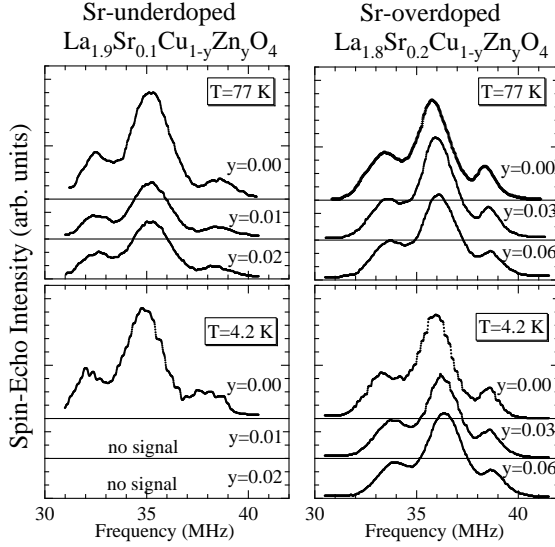 Sr-underdoped
La1.9Sr0.1Cu1-yZnyO4
Sr-overdoped
La1.8Sr0.2Cu1-yZnyO4
Spin-Echo Intensity (arb. units)
T=77 K
y=0.00
y=0.01
y=0.02
T=77 K
y=0.00
y=0.03
y=0.06
T=4.2 K
y=0.00
no signal
y=0.01
no signal
y=0.02
T=4.2 K
y=0.00
y=0.03
y=0.06
30 35 40
Frequency (MHz)
30 35 40
Frequency (MHz)